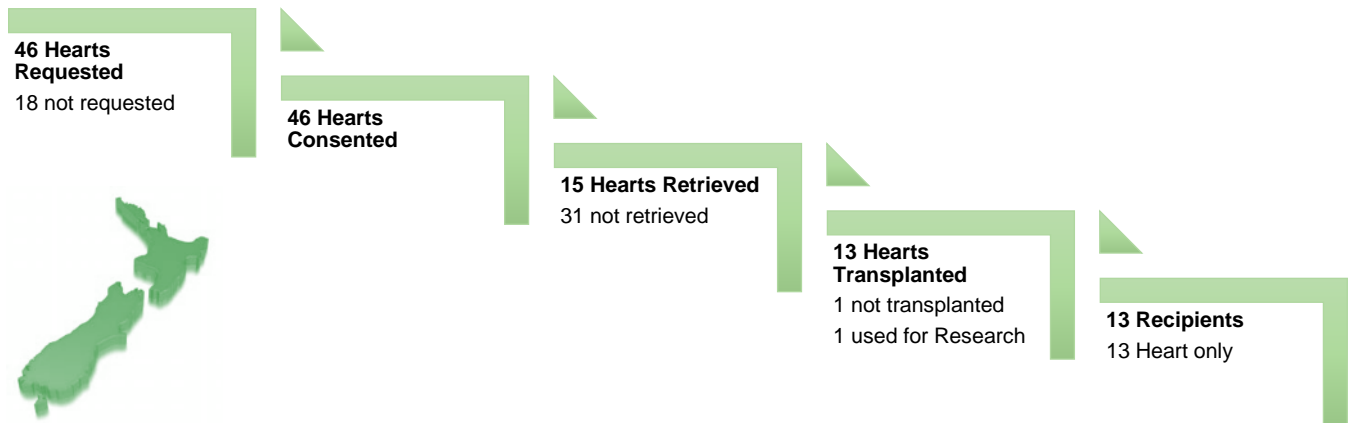 46 Hearts
Requested
18 not requested
46 Hearts
Consented
15 Hearts Retrieved
31 not retrieved
13 Hearts
Transplanted
1 not transplanted
1 used for Research
13 Recipients
13 Heart only